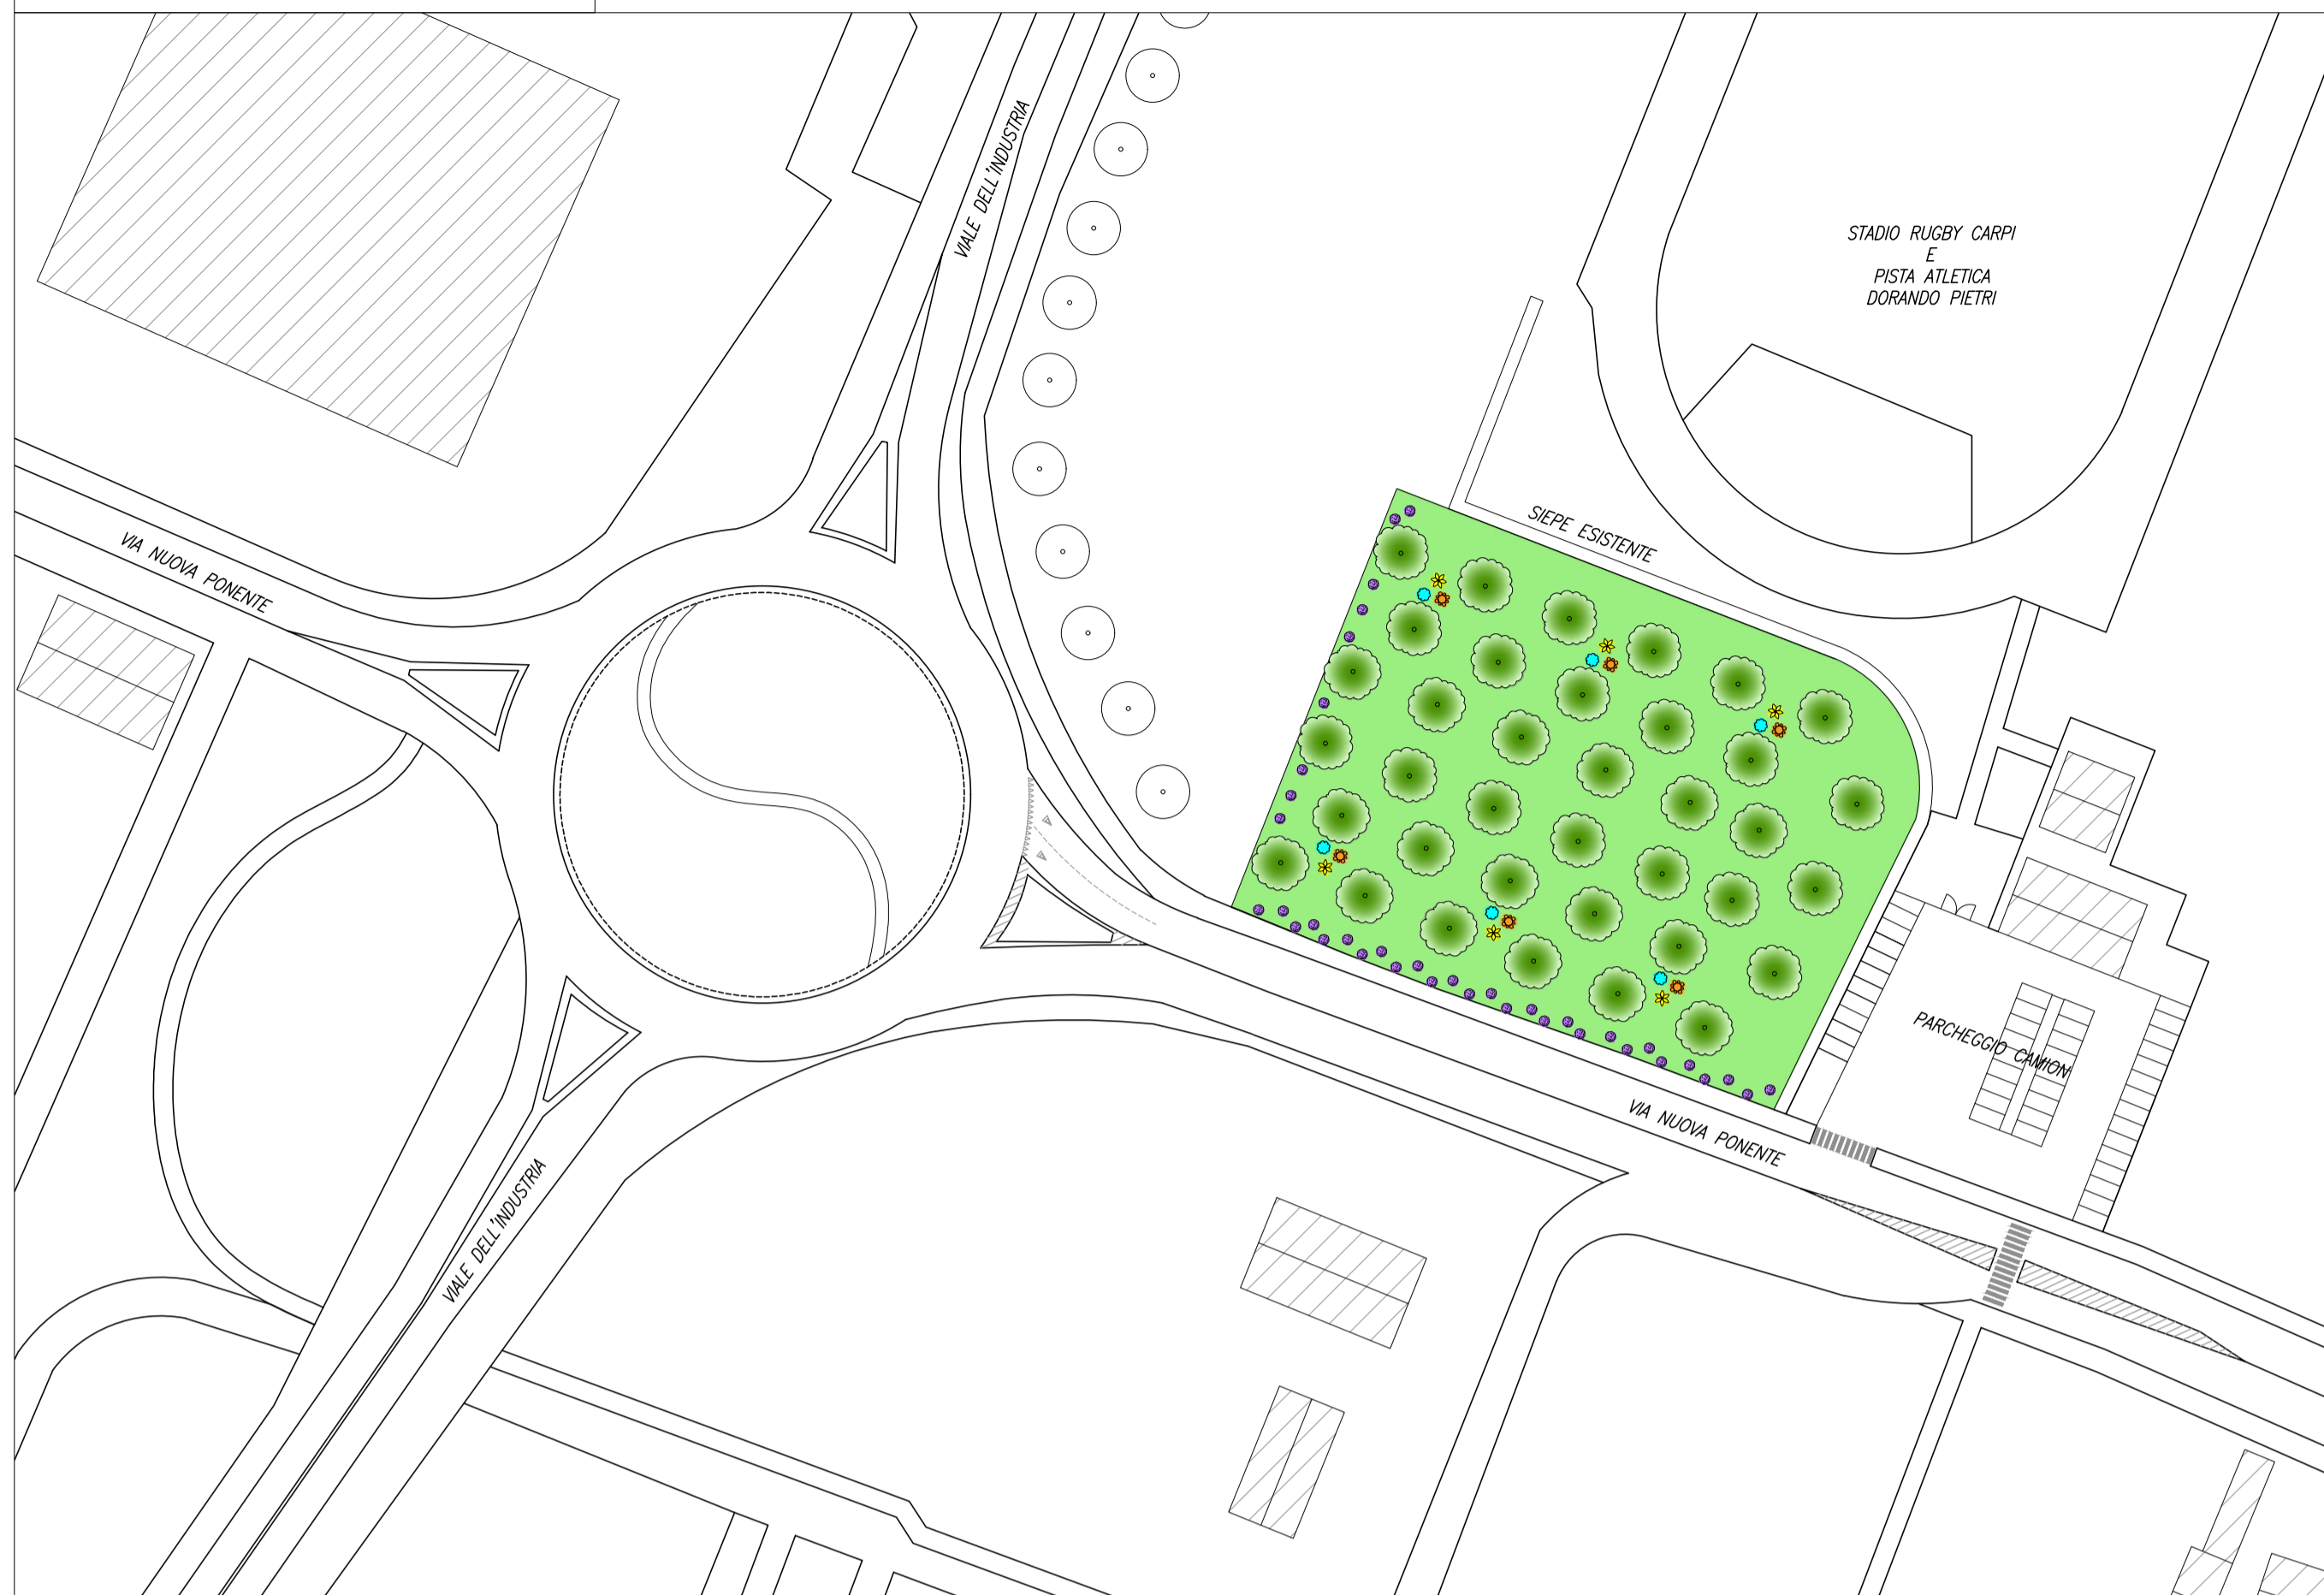 VIALE DELL'INDUSTRIA
STADIO RUGBY CARPI
E
PISTA ATLETICA
DORANDO PIETRI
SIEPE ESISTENTE
VIA NUOVA PONENTE
PARCHEGGIO CAMION
VIA NUOVA PONENTE
VIALE DELL'INDUSTRIA